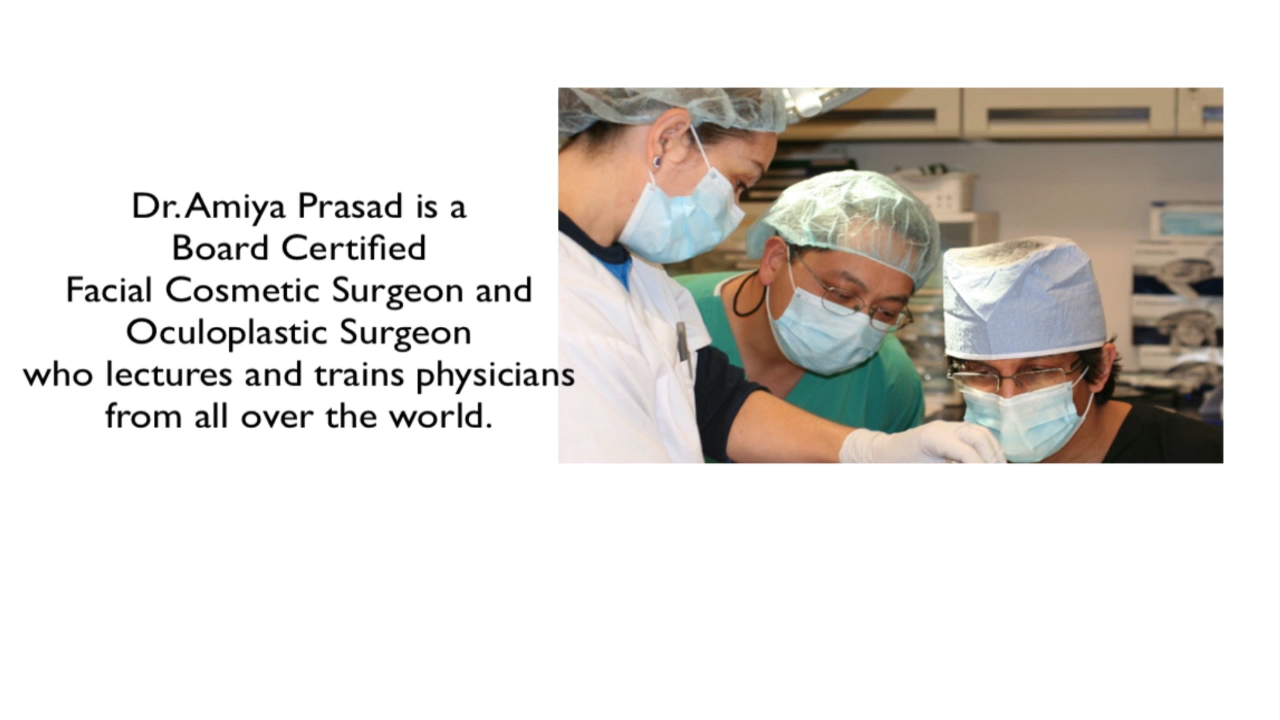 Dr. Amiya Prasad is a
Board Certified
Facial Cosmetic Surgeon and
Oculoplastic Surgeon
who lectures and trains physicians
from all over the world.